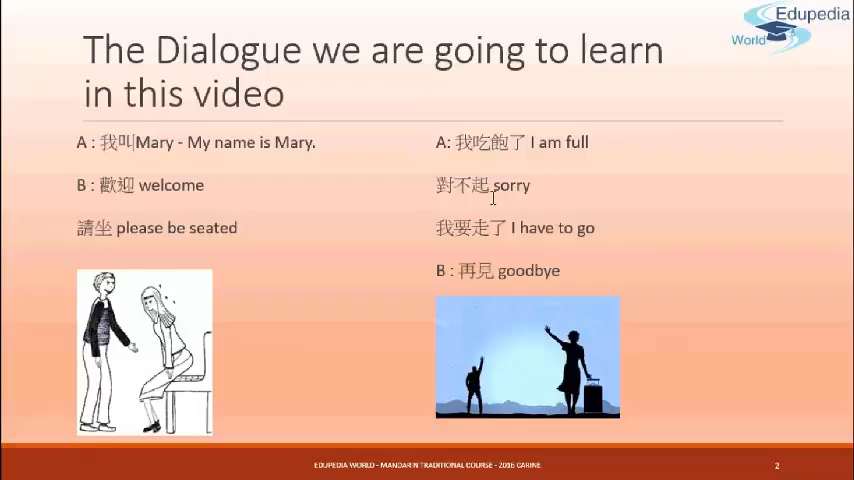 Edupedia
World
The Dialogue we are going to learn
in this video
A : 我叫Mary - My name is Mary.
B : 歡迎 welcome
請坐 please be seated
A: 我吃飽了 I am full
對不起 sorry
我要走了 I have to go
B : 再見 goodbye
EDUPEDIA WORLD - MANDARIN TRADITIONAL COURSE - 2016 CARINE
2